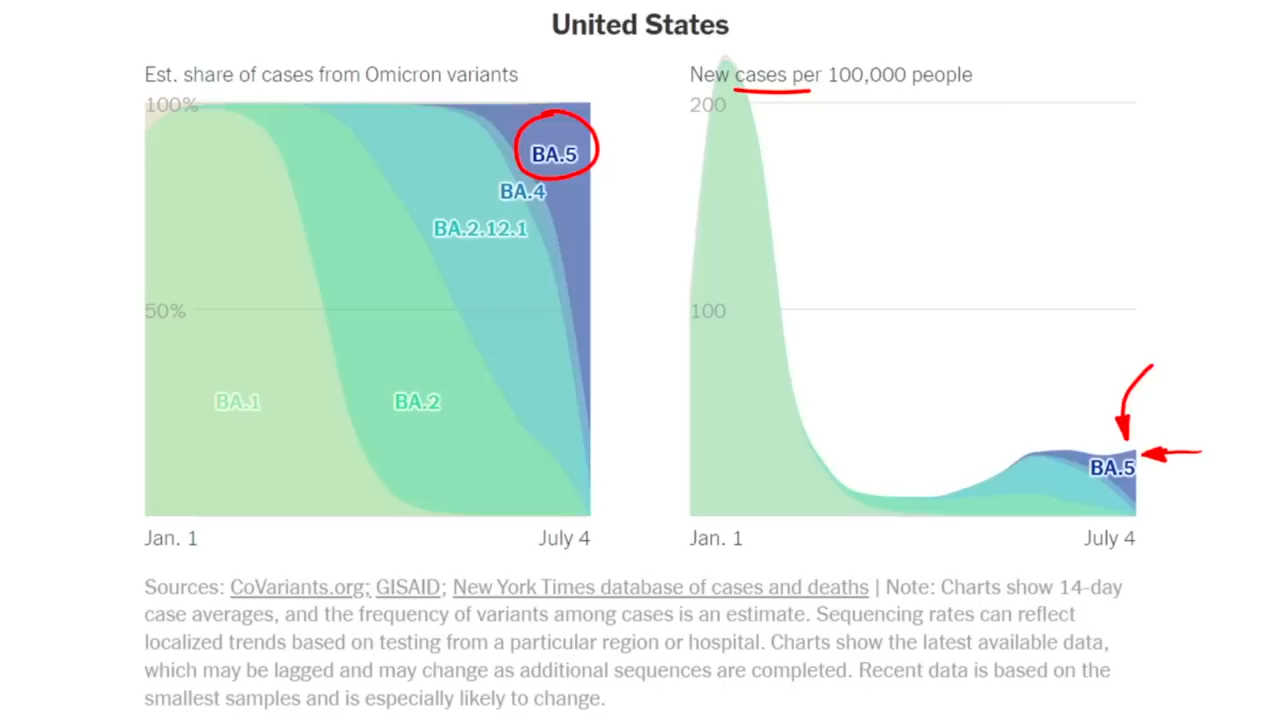 United States
Est. share of cases from Omicron variants
100%
BA.5
BA.4
BA.2.12.1
50%
BA.1
BA.2
Jan. 1
July 4
New cases per 100,000 people
200
100
BA.5
Jan. 1
July 4
Sources: CoVariants.org; GISAID; New York Times database of cases and deaths | Note: Charts show 14-day
case averages, and the frequency of variants among cases is an estimate. Sequencing rates can reflect
localized trends based on testing from a particular region or hospital. Charts show the latest available data,
which may be lagged and may change as additional sequences are completed. Recent data is based on the
smallest samples and is especially likely to change.